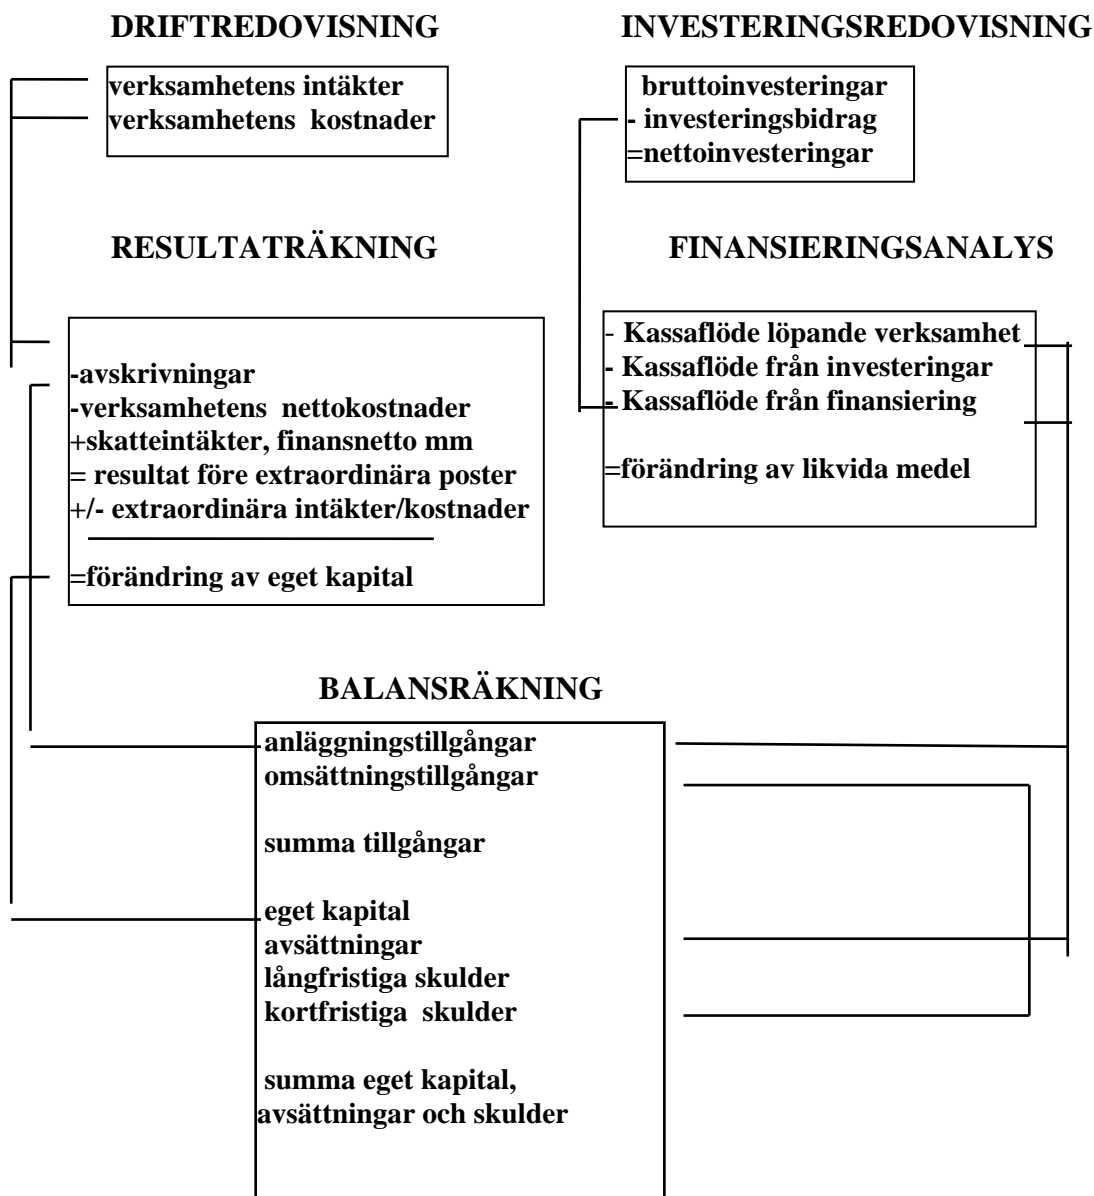 DRIFTREDOVISNING
verksamhetens intäkter
verksamhetens kostnader
INVESTERINGSREDOVISNING
bruttoinvesteringar
- investeringsbidrag
=nettoinvesteringar
RESULTATRÄKNING
-avskrivningar
-verksamhetens nettokostnader
+skatteintäkter, finansnetto mm
= resultat före extraordinära poster
+/- extraordinära intäkter/kostnader
=förändring av eget kapital
FINANSIERINGSANALYS
- Kassaflöde löpande verksamhet
- Kassaflöde från investeringar
- Kassaflöde från finansiering
=förändring av likvida medel
BALANSRÄKNING
anläggningstillgångar
omsättningstillgångar
summa tillgångar
eget kapital
avsättningar
långfristiga skulder
kortfristiga skulder
summa eget kapital,
avsättningar och skulder